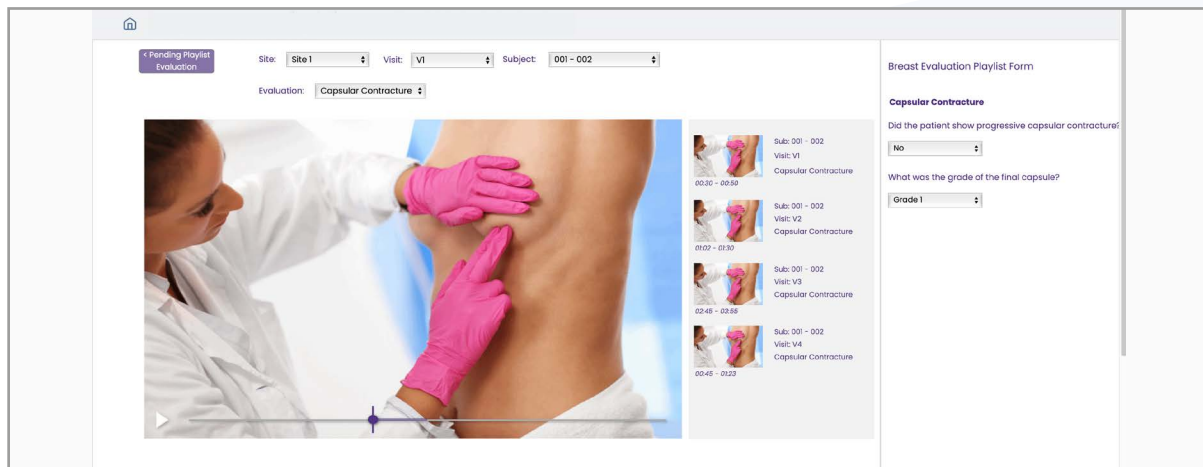 < Pending Playlist
Evaluation
Site: Site 1 Visit: V1 Subject: 001 - 002
Evaluation: Capsular Contracture
Sub: 001 - 002
Visit: V1
Capsular Contracture
00:30 - 00:50
Sub: 001 - 002
Visit: V2
Capsular Contracture
01:02 - 01:30
Sub: 001 - 002
Visit: V3
Capsular Contracture
02:45 - 03:55
Sub: 001 - 002
Visit: V4
Capsular Contracture
00:45 - 01:23
Breast Evaluation Playlist Form
Capsular Contracture
Did the patient show progressive capsular contracture?
No
What was the grade of the final capsule?
Grade 1